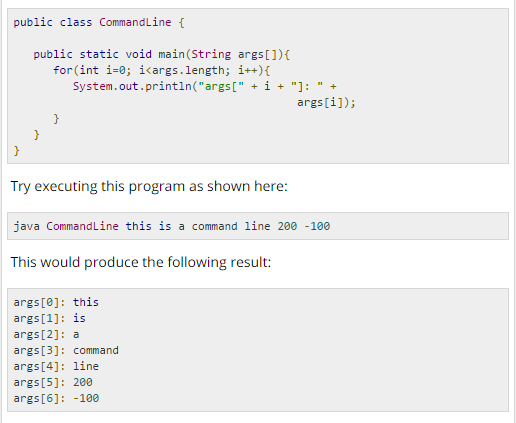 public class CommandLine {
public static void main(String args[]){
for(int i=0; i<args.length; i++){
System.out.println("args[" + i + "]: " +
args[i]);
}
}
}
Try executing this program as shown here:
java CommandLine this is a command line 200 -100
This would produce the following result:
args[0]: this
args[1]: is
args[2]: a
args[3]: command
args[4]: line
args[5]: 200
args[6]: -100